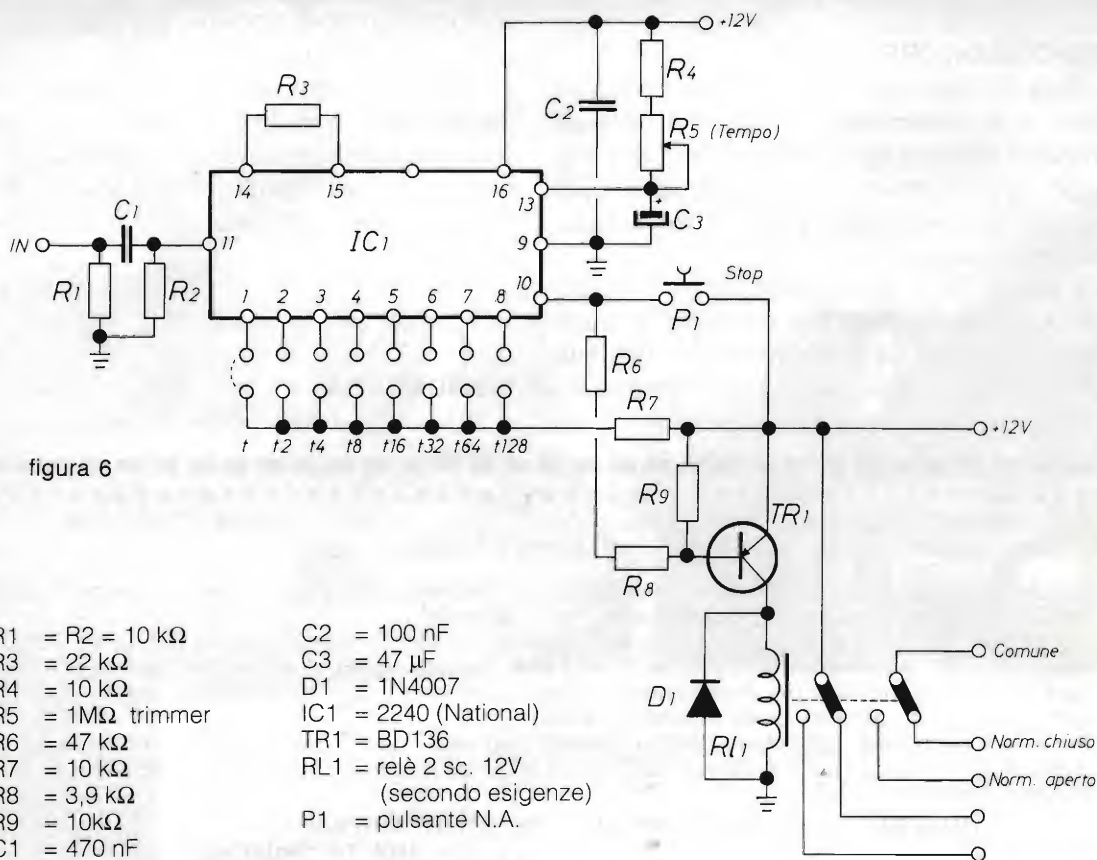 +12V
R4
R3
C2
R5 (Tempo)
14
15
16
13
C1
+
C3
IN
11
IC1
9
R1
R2
10
Stop
1 2 3 4 5 6 7 8
P1
R6
R7
+12V
t t2 t4 t8 t16 t32 t64 t128
figura 6
R9
TR1
R8
R1 = R2 = 10 kΩ
R3 = 22 kΩ
R4 = 10 kΩ
R5 = 1MΩ trimmer
R6 = 47 kΩ
R7 = 10 kΩ
R8 = 3,9 kΩ
R9 = 10kΩ
C1 = 470 nF
C2 = 100 nF
C3 = 47 µF
D1 = 1N4007
IC1 = 2240 (National)
TR1 = BD136
RL1 = relè 2 sc. 12V
(secondo esigenze)
P1 = pulsante N.A.
Comune
D1
Rl1
Norm. chiuso
Norm. aperto